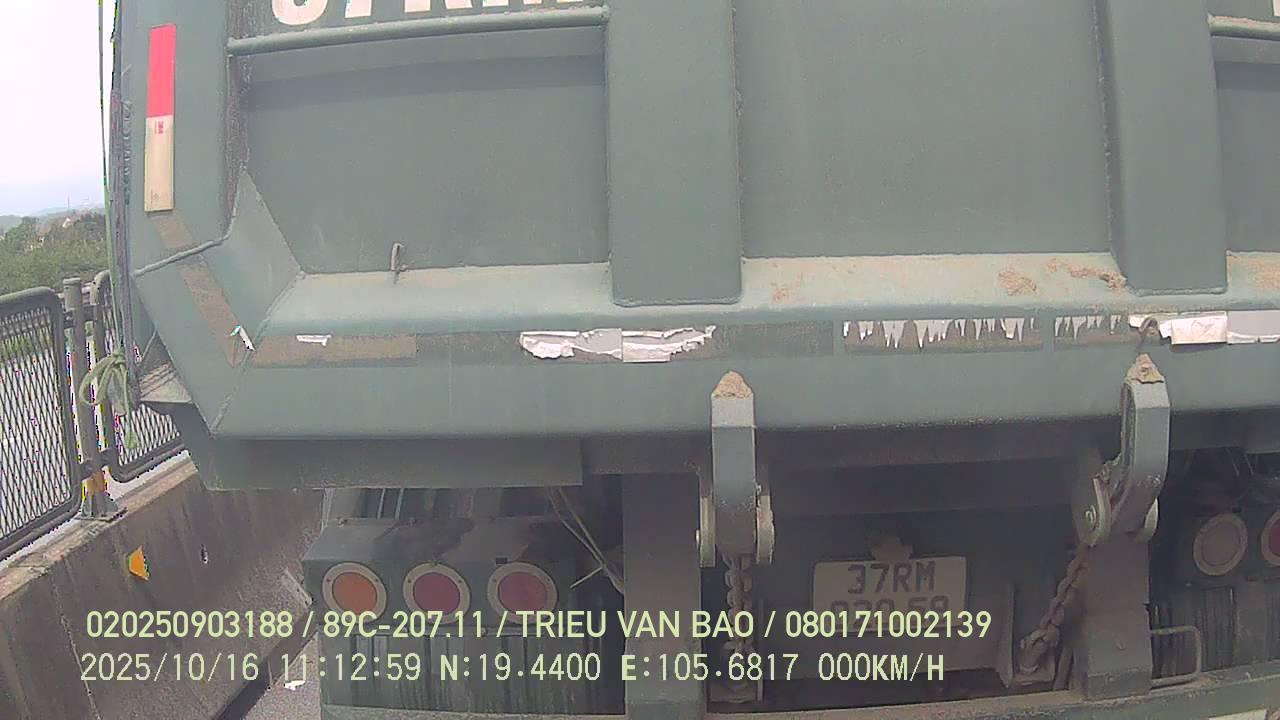 37RM
020250903188 / 89C-207.11 / TRIEU VAN BAO / 080171002139
2025/10/16 11:12:59 N:19.4400 E:105.6817 000KM/H